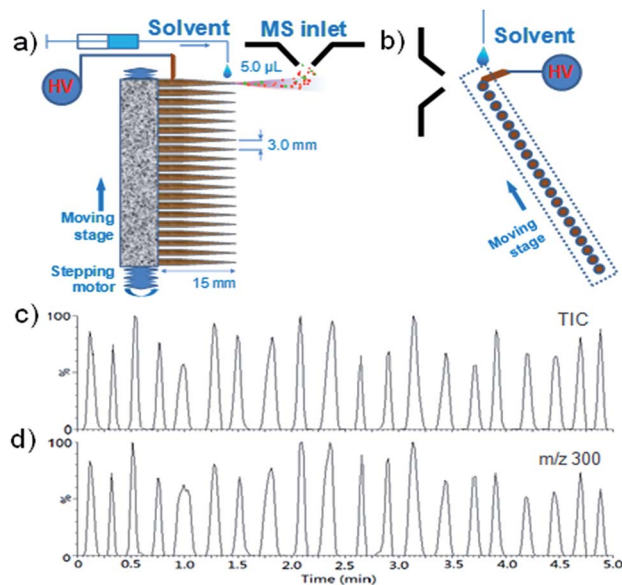 a)
Solvent
MS inlet
b)
Solvent
5.0 µL
HV
HV
3.0 mm
Moving
stage
Moving
stage
Stepping
motor
15 mm
c)
100
%
0
TIC
d)
100
%
0
m/z 300
0 0.5 1.0 1.5 2.0 2.5 3.0 3.5 4.0 4.5 5.0
Time (min)